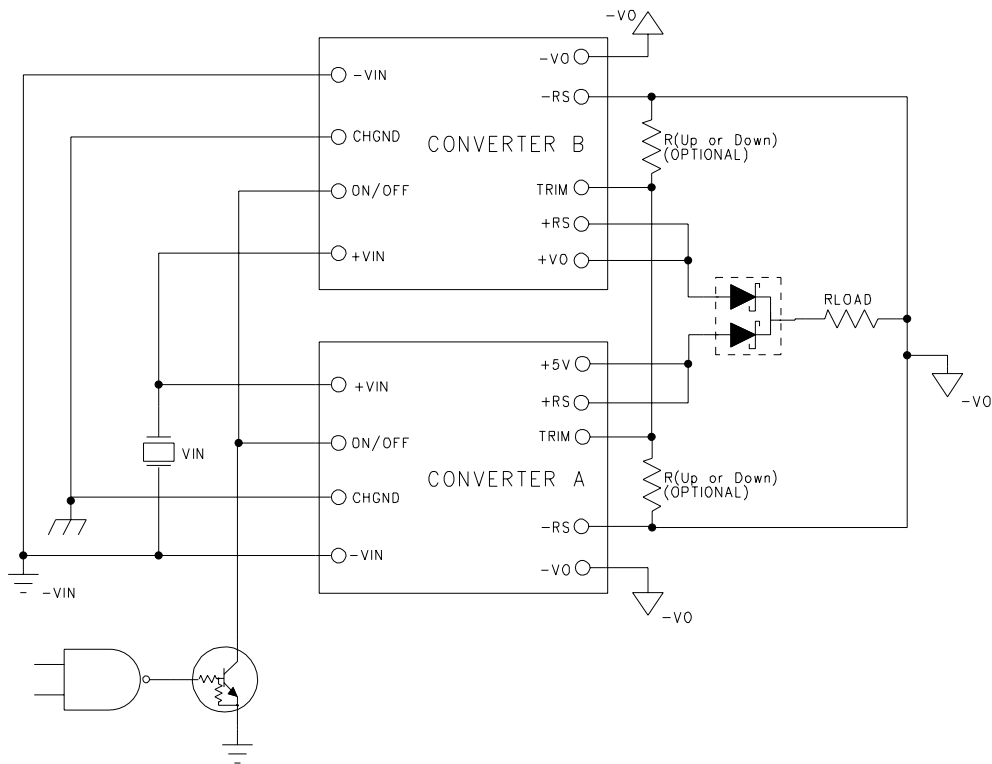 -VO
-VO
-VIN
-RS
CHGND
CONVERTER B
R(Up or Down)
(OPTIONAL)
ON/OFF
TRIM
+RS
+VIN
+VO
RLOAD
+5V
+VIN
+RS
-VO
TRIM
ON/OFF
VIN
CONVERTER A
R(Up or Down)
(OPTIONAL)
CHGND
-RS
-VIN
-VO
-VIN
-VO